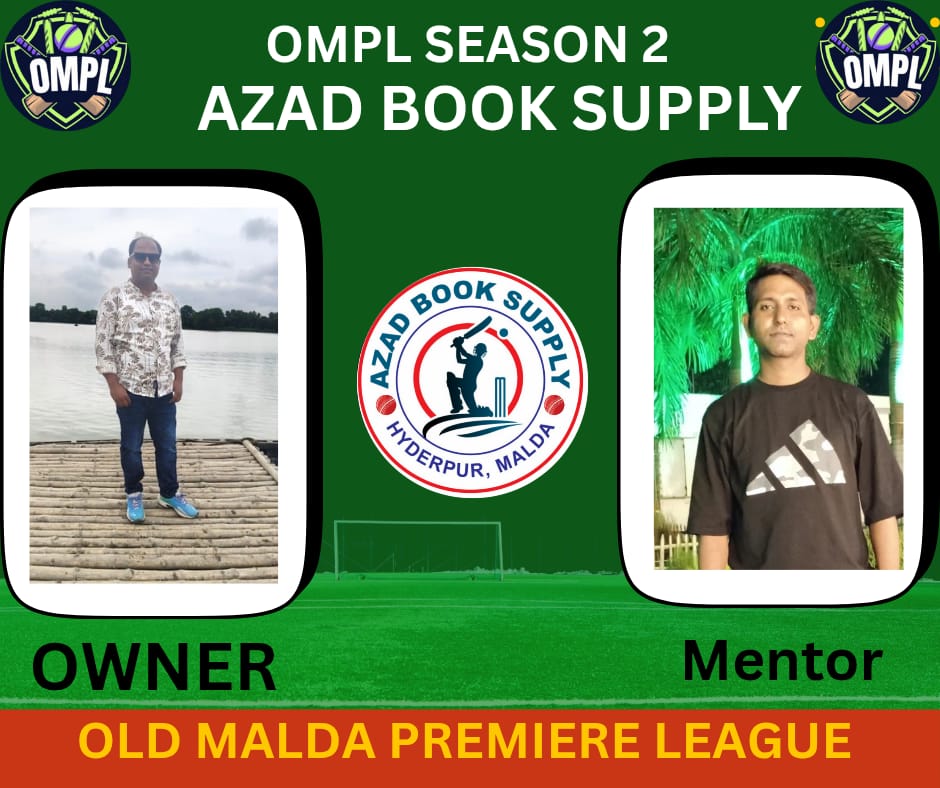 OMPL
OMPL SEASON 2
OMPL
AZAD BOOK SUPPLY
AZAD BOOK SUPPLY
HYDERPUR, MALDA
OWNER
Mentor
OLD MALDA PREMIERE LEAGUE